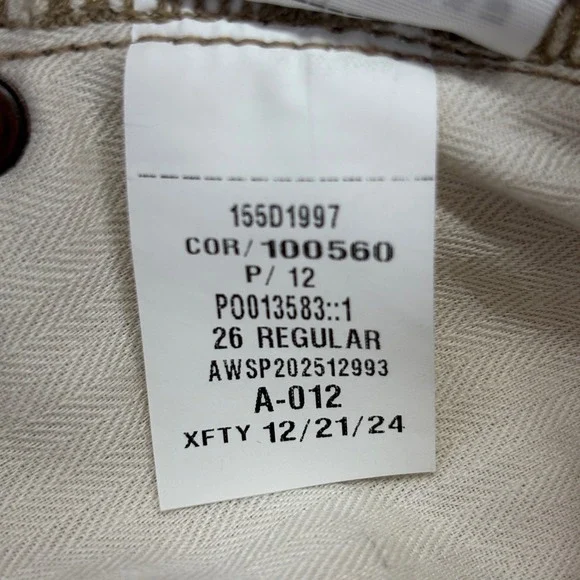 155D1997
COR/100560
P/ 12
PO013583::1
26 REGULAR
AWSP202512993
A-012
XFTY 12/21/24